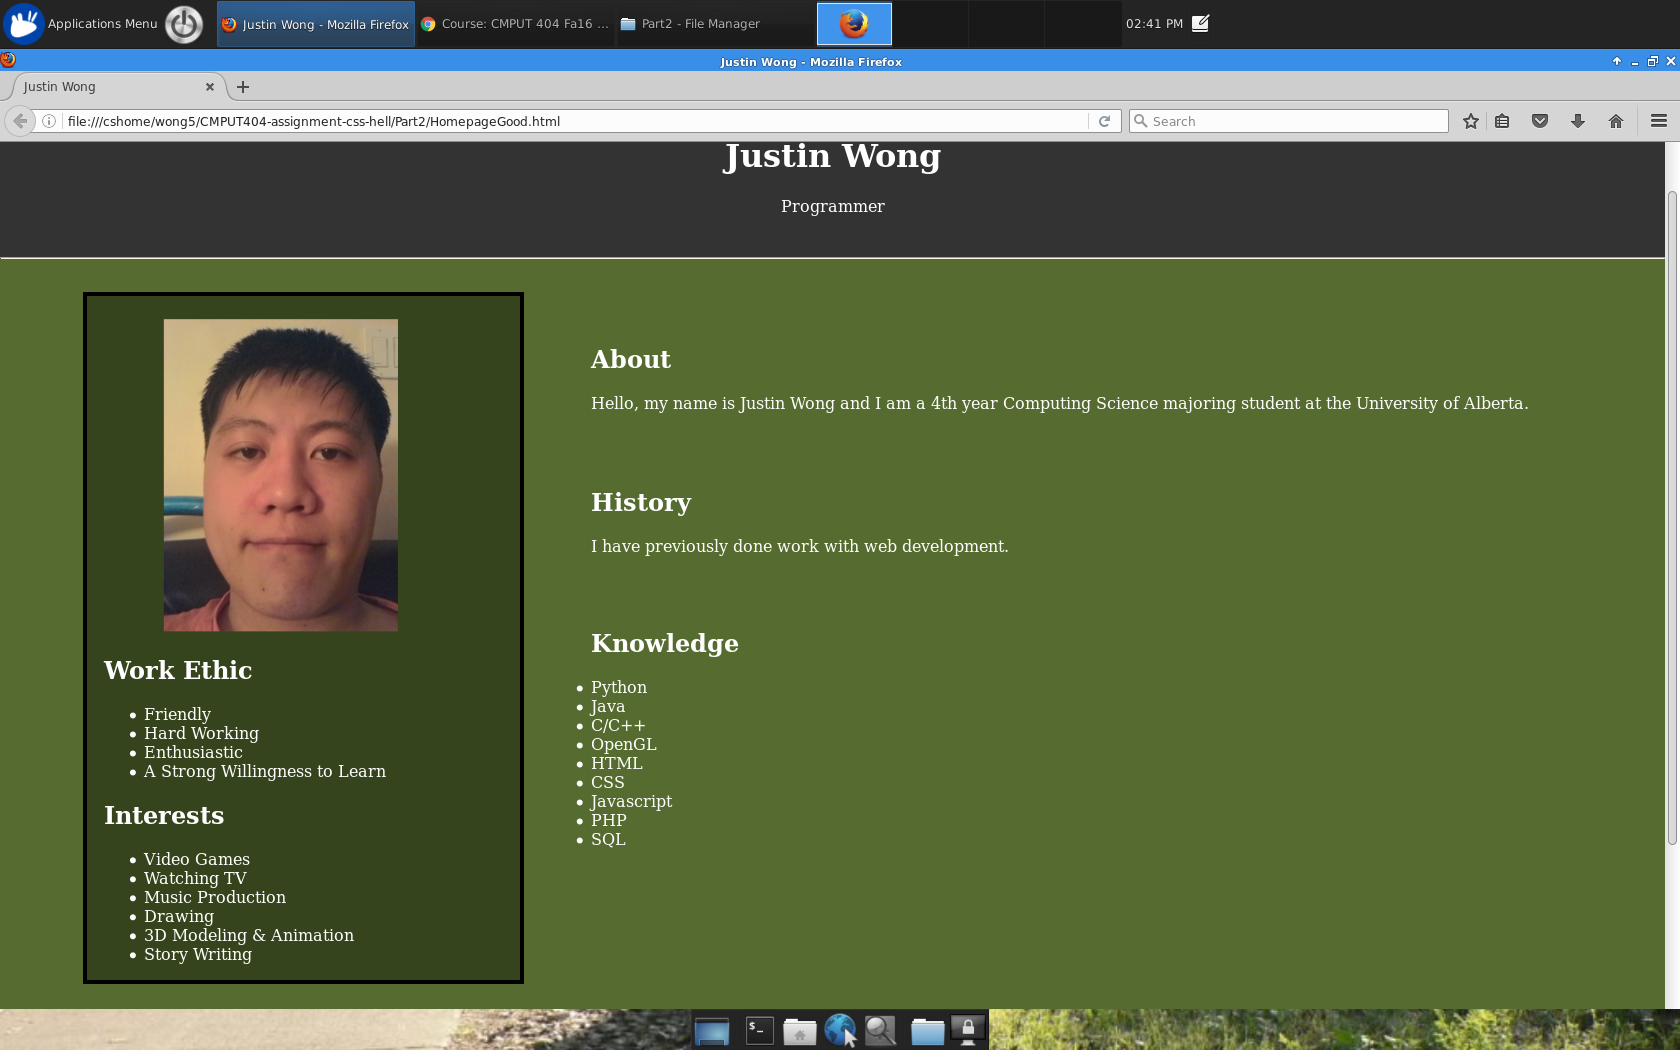 Applications Menu
Justin Wong - Mozilla Firefox
Course: CMPUT 404 Fa16 ...
Part2 - File Manager
02:41 PM
Justin Wong - Mozilla Firefox
Justin Wong
file:///cshome/wong5/CMPUT404-assignment-css-hell/Part2/HomepageGood.html
Search
Justin Wong
Programmer
Work Ethic
Friendly
Hard Working
Enthusiastic
A Strong Willingness to Learn
Interests
Video Games
Watching TV
Music Production
Drawing
3D Modeling & Animation
Story Writing
About
Hello, my name is Justin Wong and I am a 4th year Computing Science majoring student at the University of Alberta.
History
I have previously done work with web development.
Knowledge
Python
Java
C/C++
OpenGL
HTML
CSS
Javascript
PHP
SQL
$_